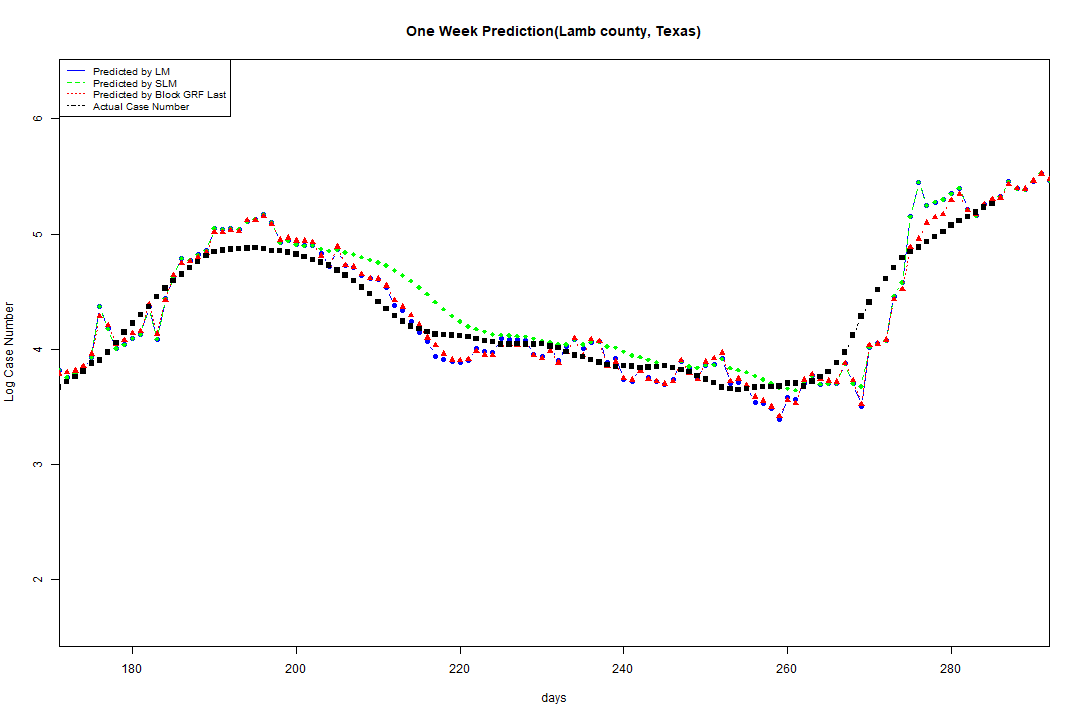 One Week Prediction(Lamb county, Texas)
Predicted by LM
Predicted by SLM
Predicted by Block GRF Last
Actual Case Number
Log Case Number
6
5
4
3
2
180 200 220 240 260 280
days